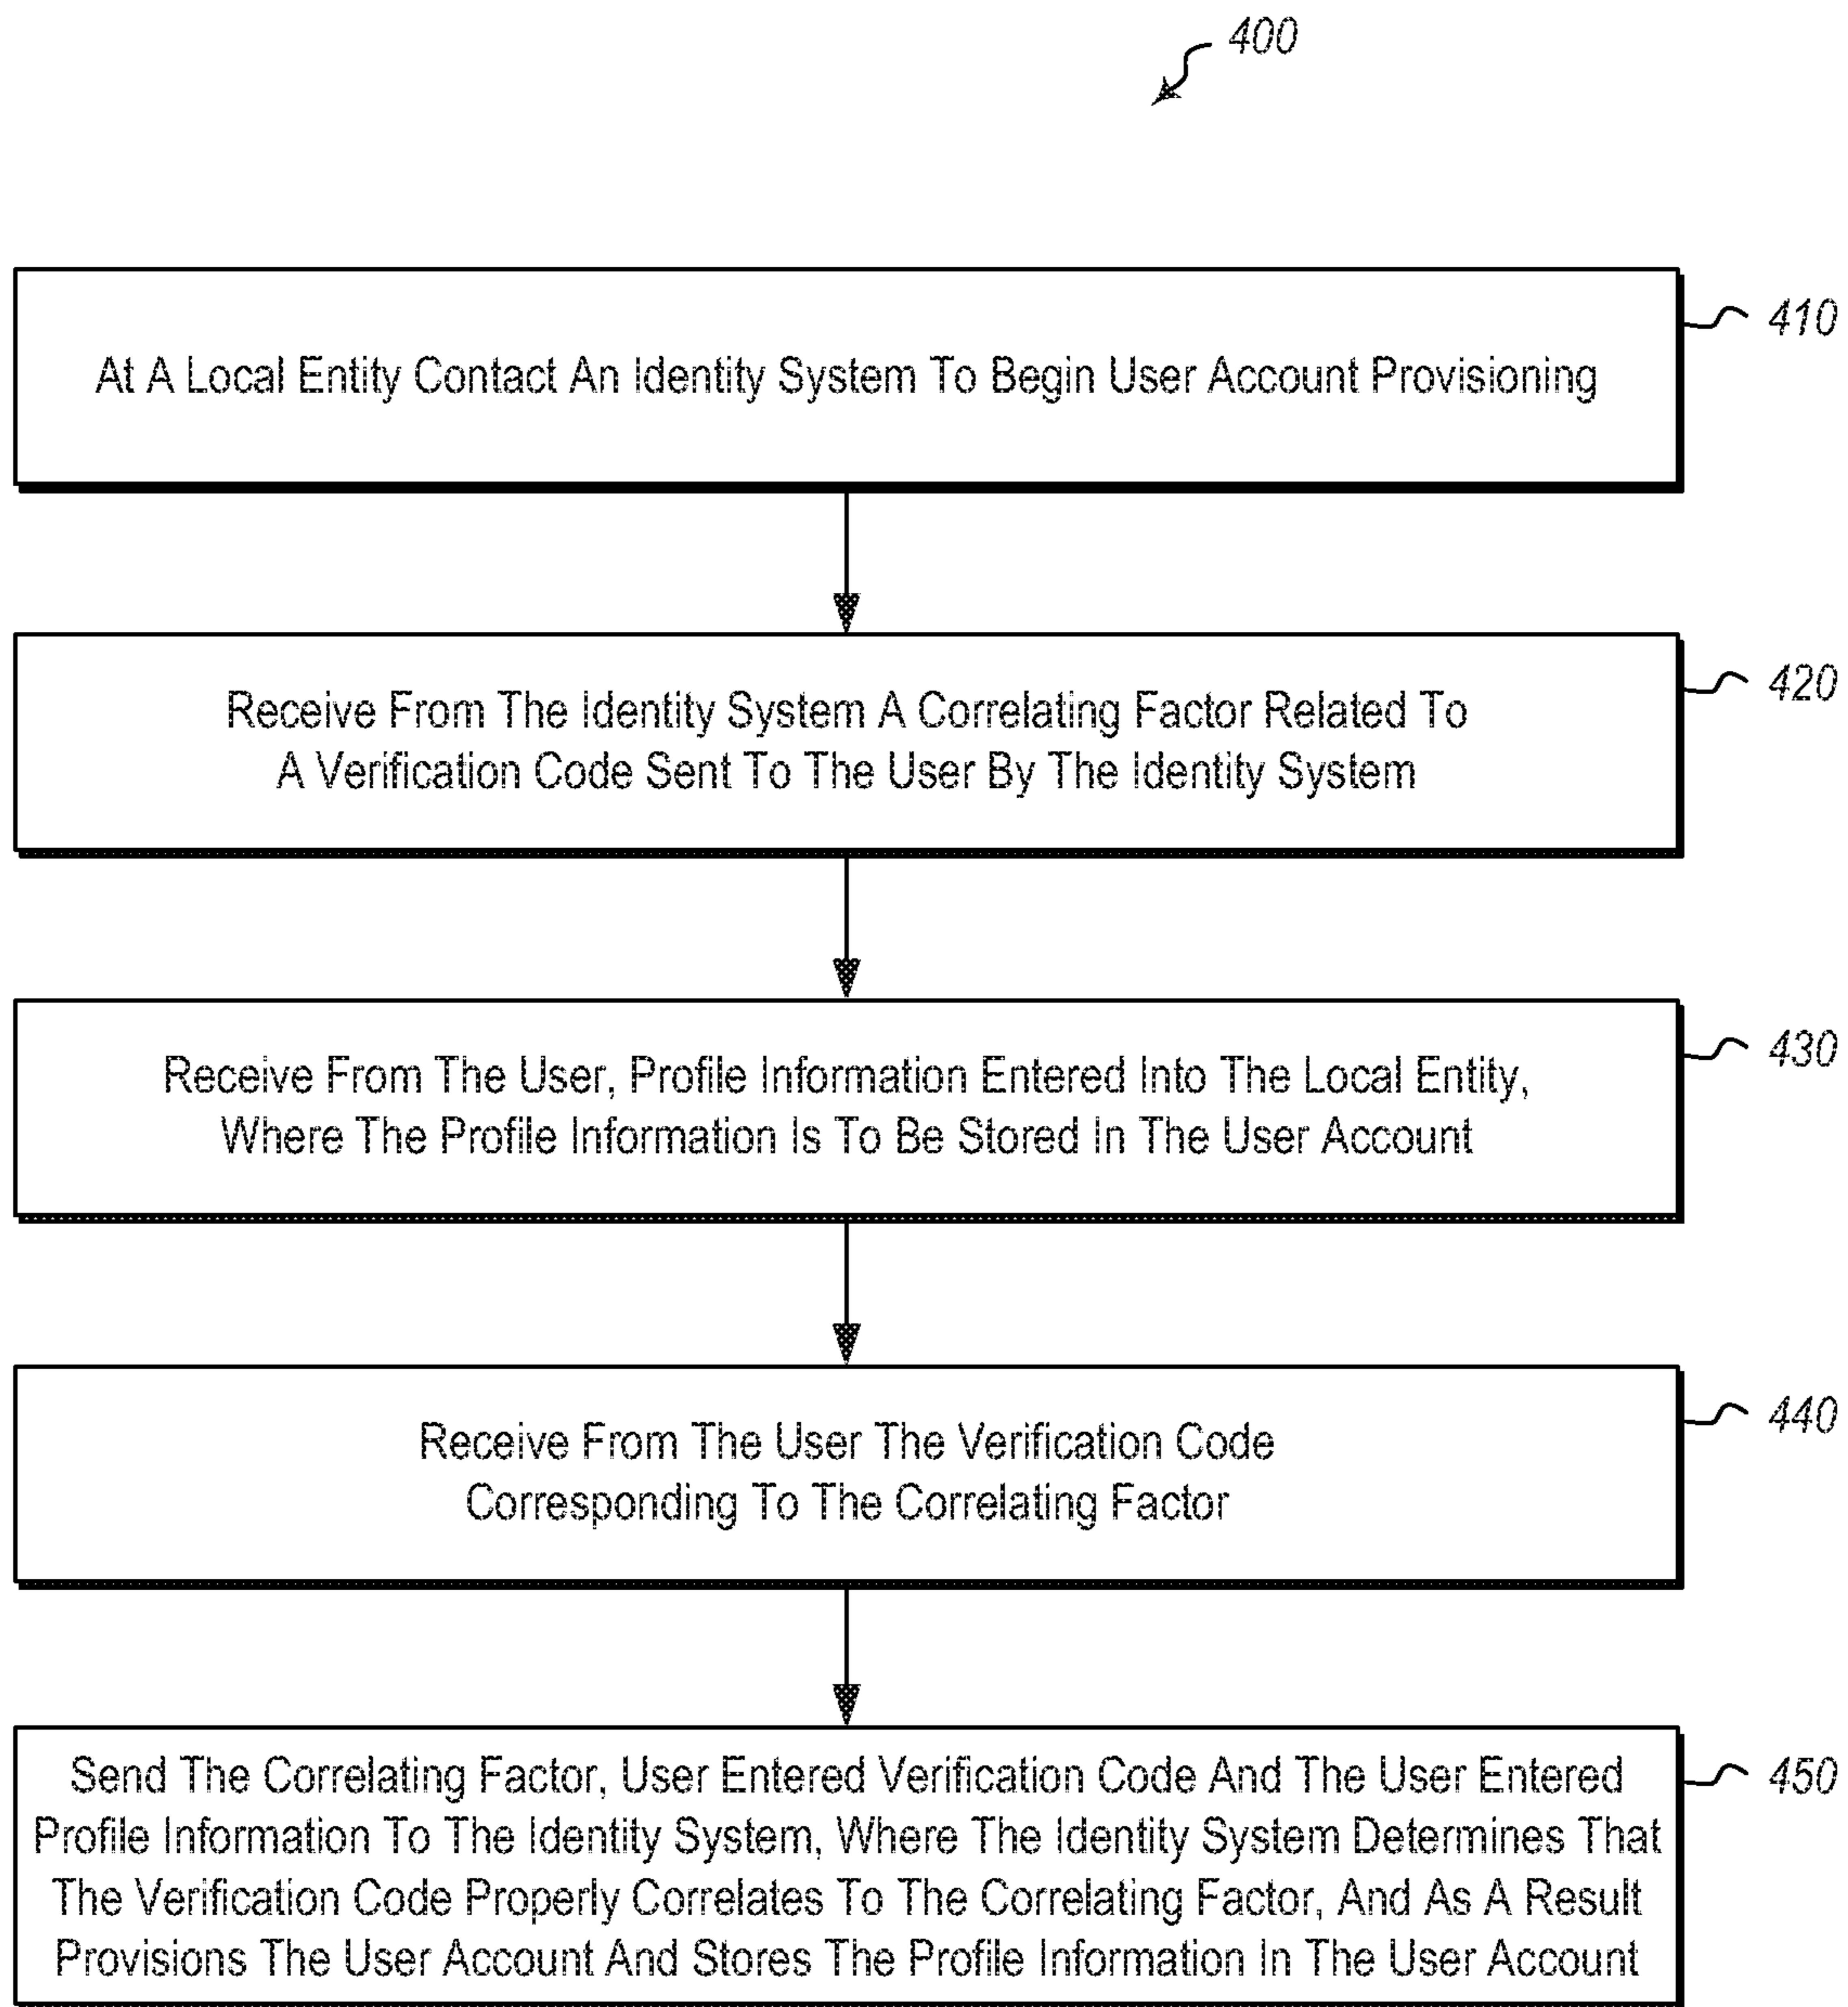 400
At A Local Entity Contact An Identity System To Begin User Account Provisioning
410
Receive From The Identity System A Correlating Factor Related To
A Verification Code Sent To The User By The Identity System
420
Receive From The User, Profile Information Entered Into The Local Entity,
Where The Profile Information Is To Be Stored In The User Account
430
Receive From The User The Verification Code
Corresponding To The Correlating Factor
440
Send The Correlating Factor, User Entered Verification Code And The User Entered
Profile Information To The Identity System, Where The Identity System Determines That
The Verification Code Properly Correlates To The Correlating Factor, And As A Result
Provisions The User Account And Stores The Profile Information In The User Account
450